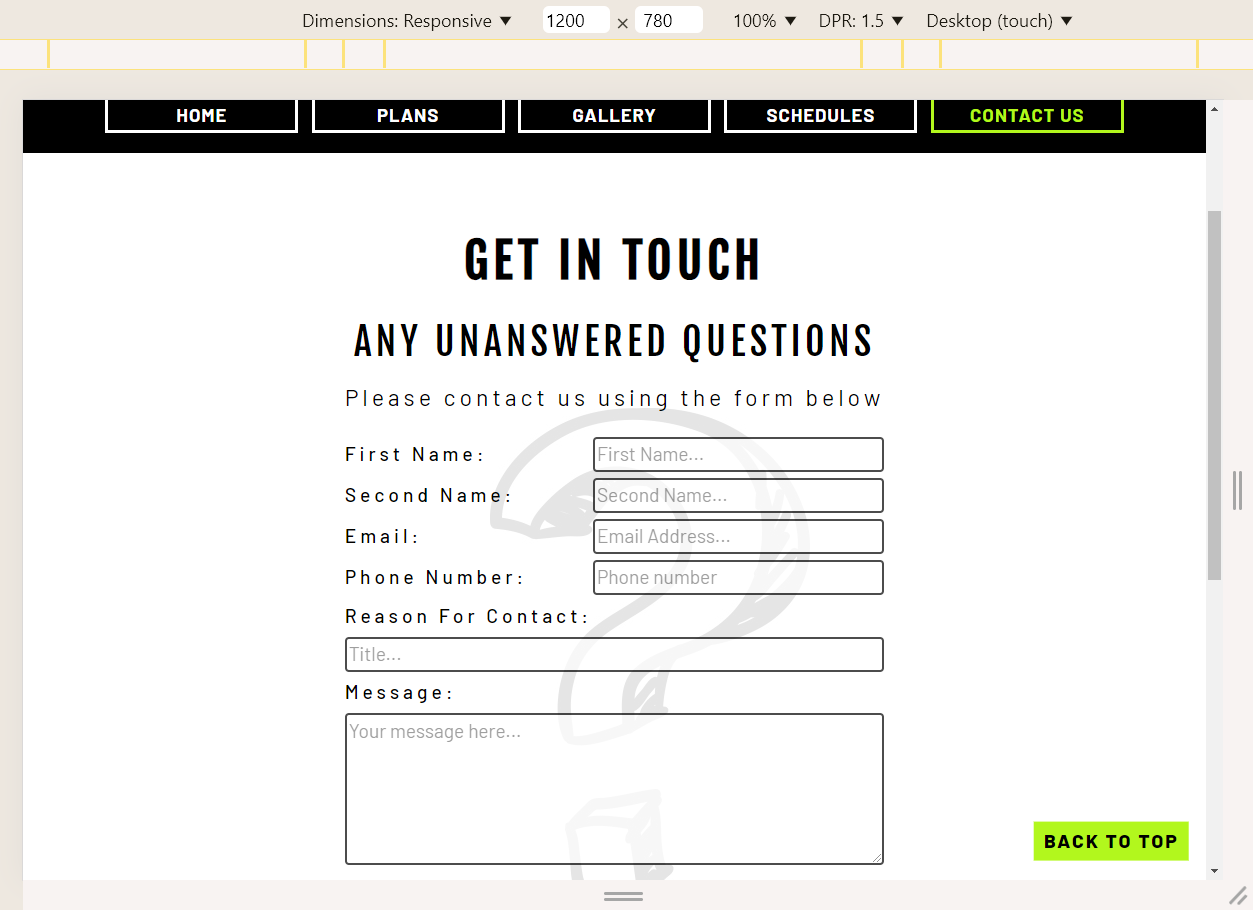 Dimensions: Responsive ▼ 1200 × 780 100% ▼ DPR: 1.5 ▼ Desktop (touch) ▼
HOME PLANS GALLERY SCHEDULES CONTACT US
GET IN TOUCH
ANY UNANSWERED QUESTIONS
Please contact us using the form below
First Name: First Name...
Second Name: Second Name...
Email: Email Address...
Phone Number: Phone number
Reason For Contact:
Title...
Message:
Your message here...
BACK TO TOP